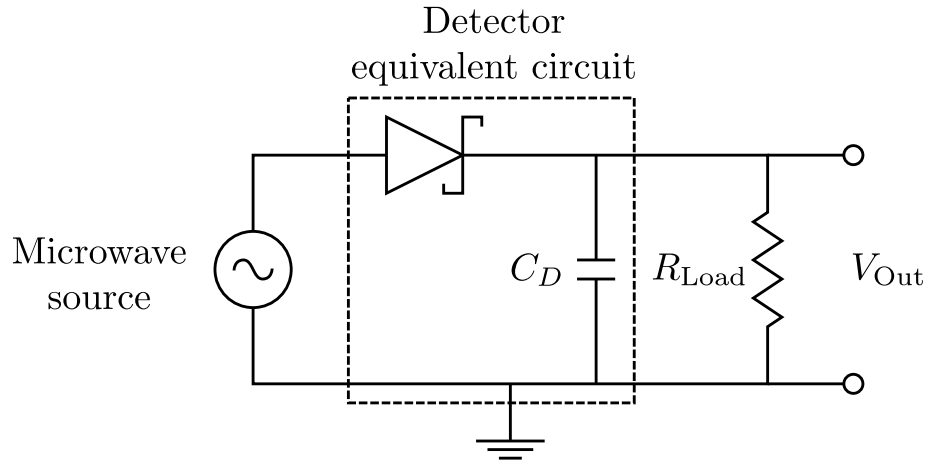 Detector
equivalent circuit
Microwave
source
C_D
R_Load
V_Out